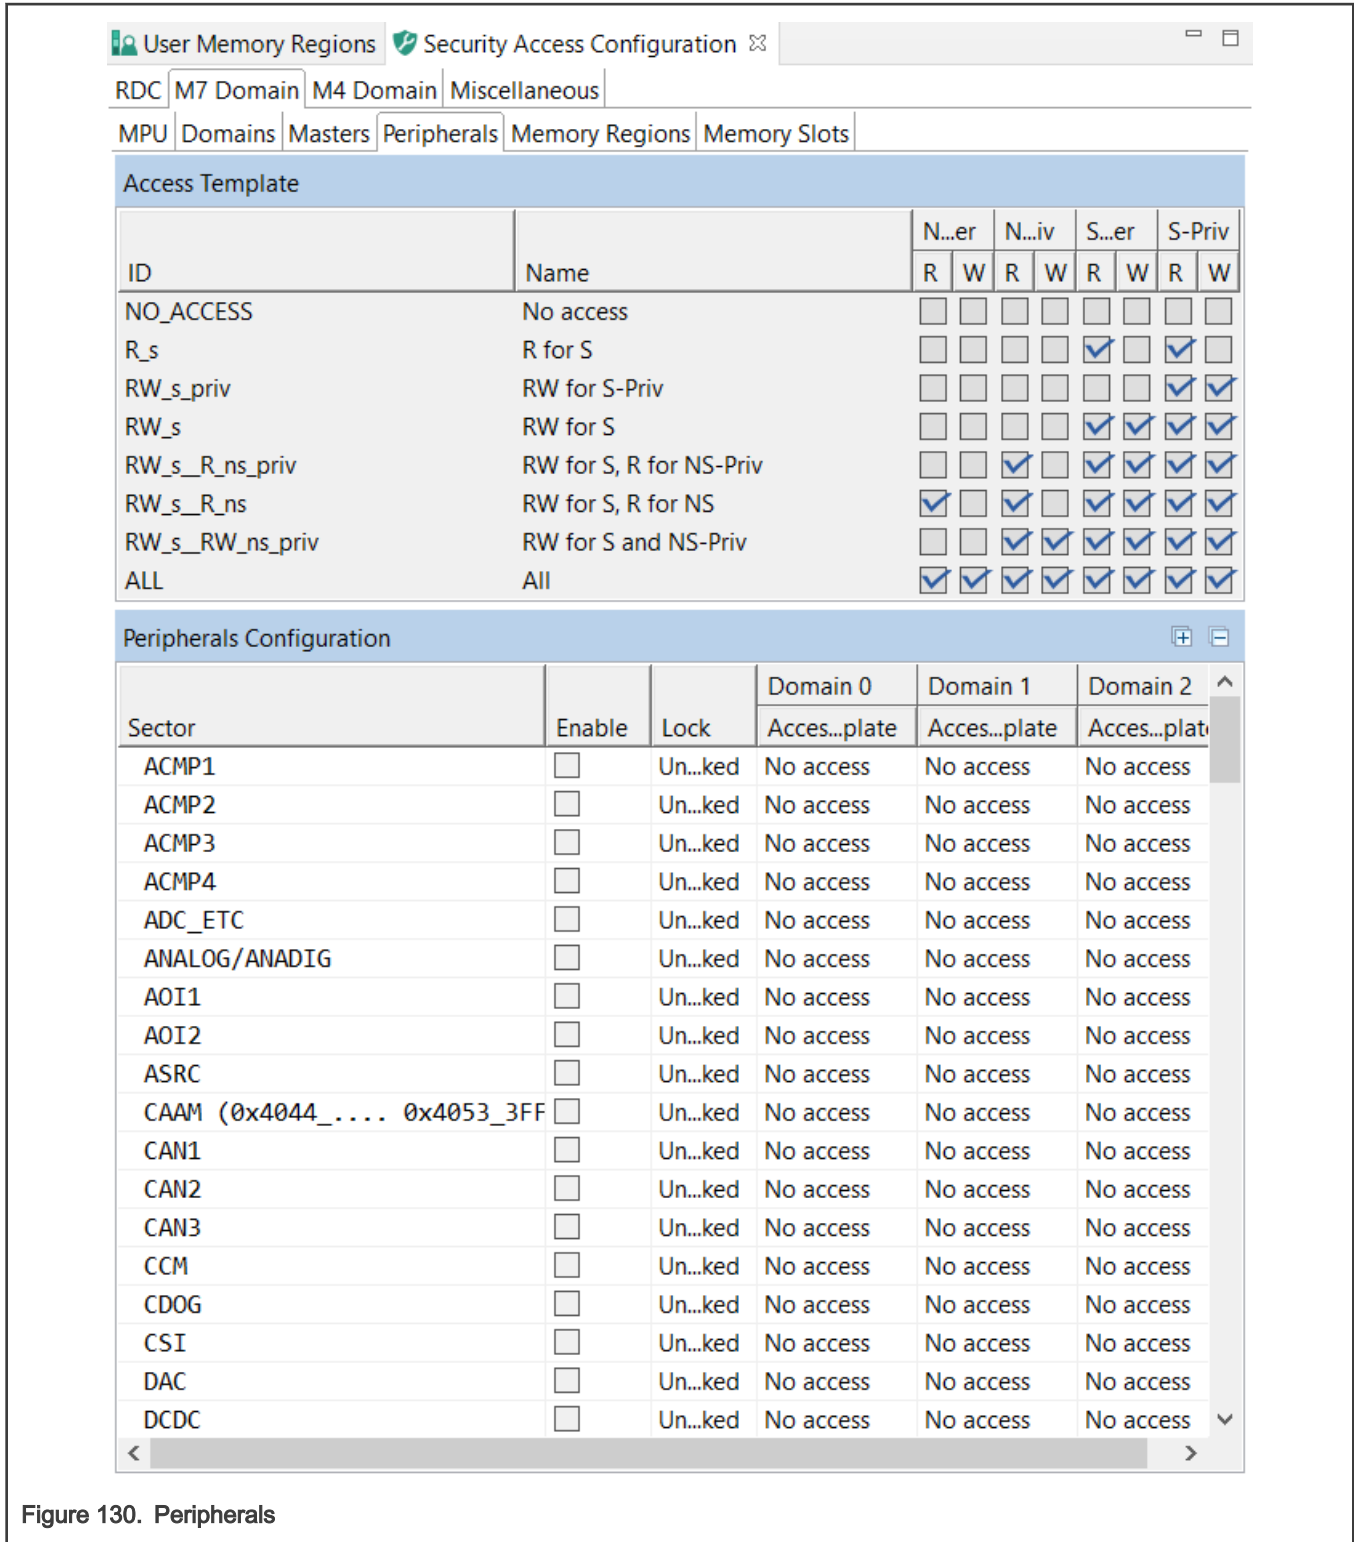 User Memory Regions Security Access Configuration
RDC M7 Domain M4 Domain Miscellaneous
MPU Domains Masters Peripherals Memory Regions Memory Slots
Access Template
N...er N...iv S...er S-Priv
ID Name R W R W R W R W
NO_ACCESS No access
R_s R for S
RW_s_priv RW for S-Priv
RW_s RW for S
RW_s__R_ns_priv RW for S, R for NS-Priv
RW_s__R_ns RW for S, R for NS
RW_s__RW_ns_priv RW for S and NS-Priv
ALL All
Peripherals Configuration
Domain 0 Domain 1 Domain 2
Sector Enable Lock Acces...plate Acces...plate Acces...plat
ACMP1 Un...ked No access No access No access
ACMP2 Un...ked No access No access No access
ACMP3 Un...ked No access No access No access
ACMP4 Un...ked No access No access No access
ADC_ETC Un...ked No access No access No access
ANALOG/ANADIG Un...ked No access No access No access
AOI1 Un...ked No access No access No access
AOI2 Un...ked No access No access No access
ASRC Un...ked No access No access No access
CAAM (0x4044_.... 0x4053_3FF Un...ked No access No access No access
CAN1 Un...ked No access No access No access
CAN2 Un...ked No access No access No access
CAN3 Un...ked No access No access No access
CCM Un...ked No access No access No access
CDOG Un...ked No access No access No access
CSI Un...ked No access No access No access
DAC Un...ked No access No access No access
DCDC Un...ked No access No access No access
Figure 130. Peripherals